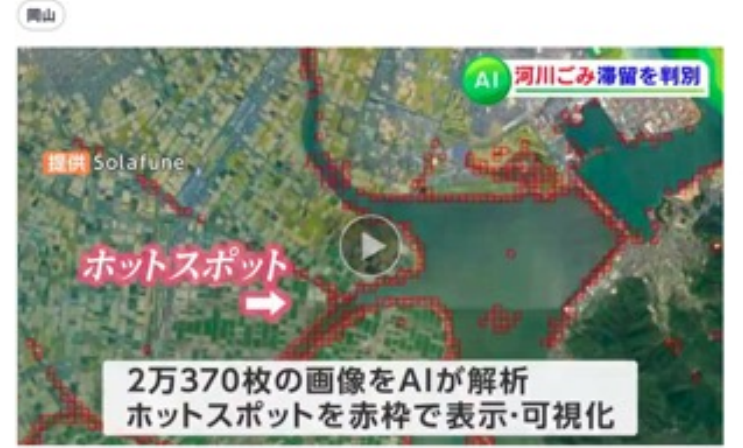 岡山
AI 河川ごみ滞留を判別
提供 Solafune
ホットスポット
2万370枚の画像をAIが解析
ホットスポットを赤枠で表示・可視化